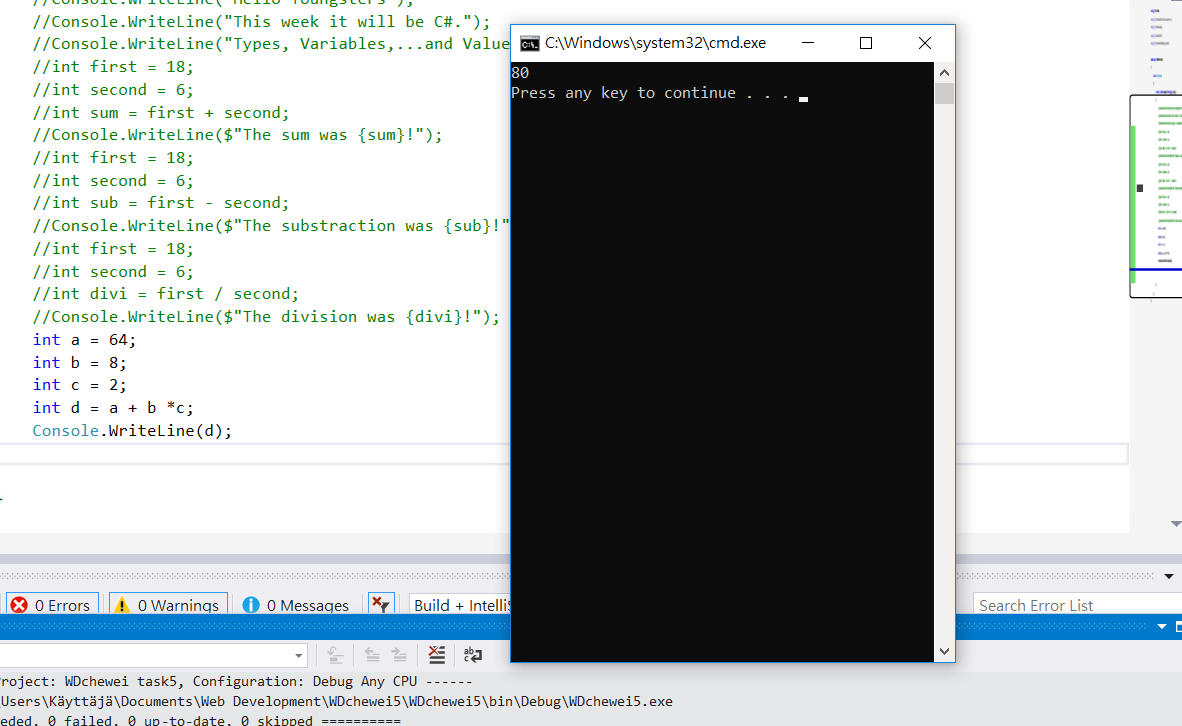 //Console.WriteLine("Hello Youngsters");
//Console.WriteLine("This week it will be C#.");
//Console.WriteLine("Types, Variables,...and Value
//int first = 18;
//int second = 6;
//int sum = first + second;
//Console.WriteLine($"The sum was {sum}!");
//int first = 18;
//int second = 6;
//int sub = first - second;
//Console.WriteLine($"The substraction was {sub}!"
//int first = 18;
//int second = 6;
//int divi = first / second;
//Console.WriteLine($"The division was {divi}!");
int a = 64;
int b = 8;
int c = 2;
int d = a + b *c;
Console.WriteLine(d);
C:\Windows\system32\cmd.exe
80
Press any key to continue . . .
0 Errors
0 Warnings
0 Messages
Build + IntelliS
Search Error List
roject: WDchewei task5, Configuration: Debug Any CPU ------
\Users\Käyttäjä\Documents\Web Development\WDchewei5\WDchewei5\bin\Debug\WDchewei5.exe
eded, 0 failed, 0 up-to-date, 0 skipped ==========